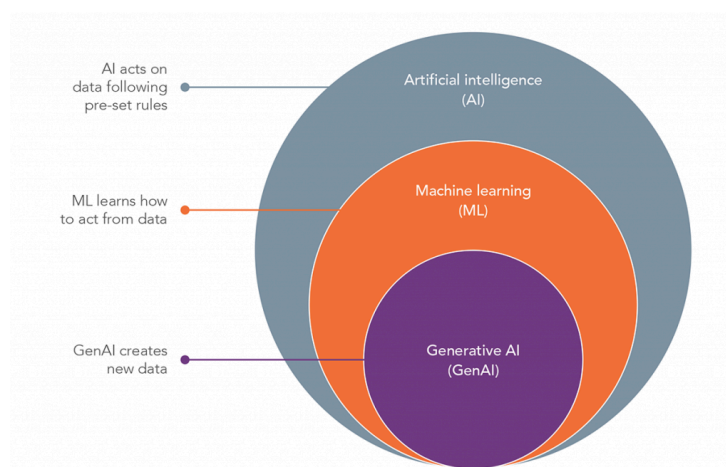 AI acts on
data following
pre-set rules
Artificial intelligence
(AI)
ML learns how
to act from data
Machine learning
(ML)
GenAI creates
new data
Generative AI
(GenAI)